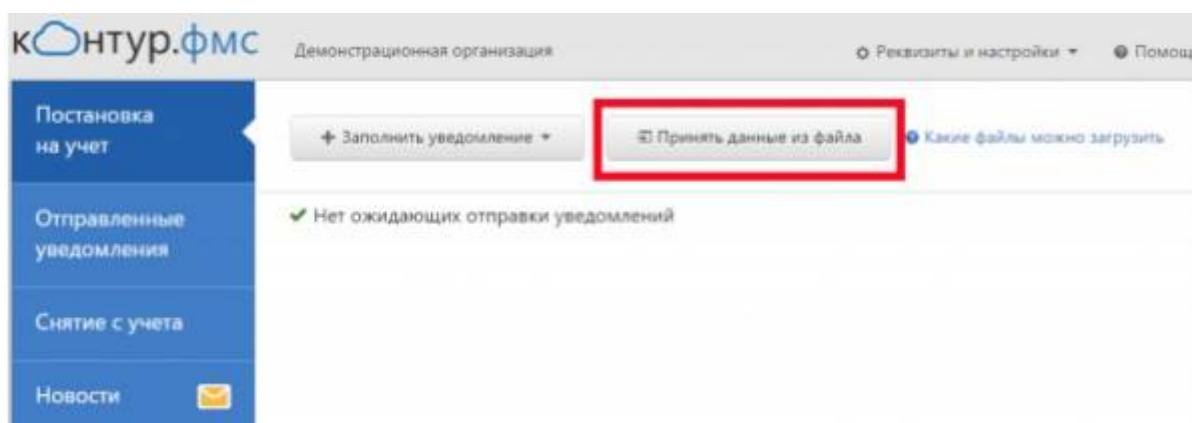 контур.фмс
Демонстрационная организация
Реквизиты и настройки
Помощ
Постановка
на учет
+ Заполнить уведомление
Принять данные из файла
Какие файлы можно загрузить
Отправленные
уведомления
Нет ожидающих отправки уведомлений
Снятие с учета
Новости